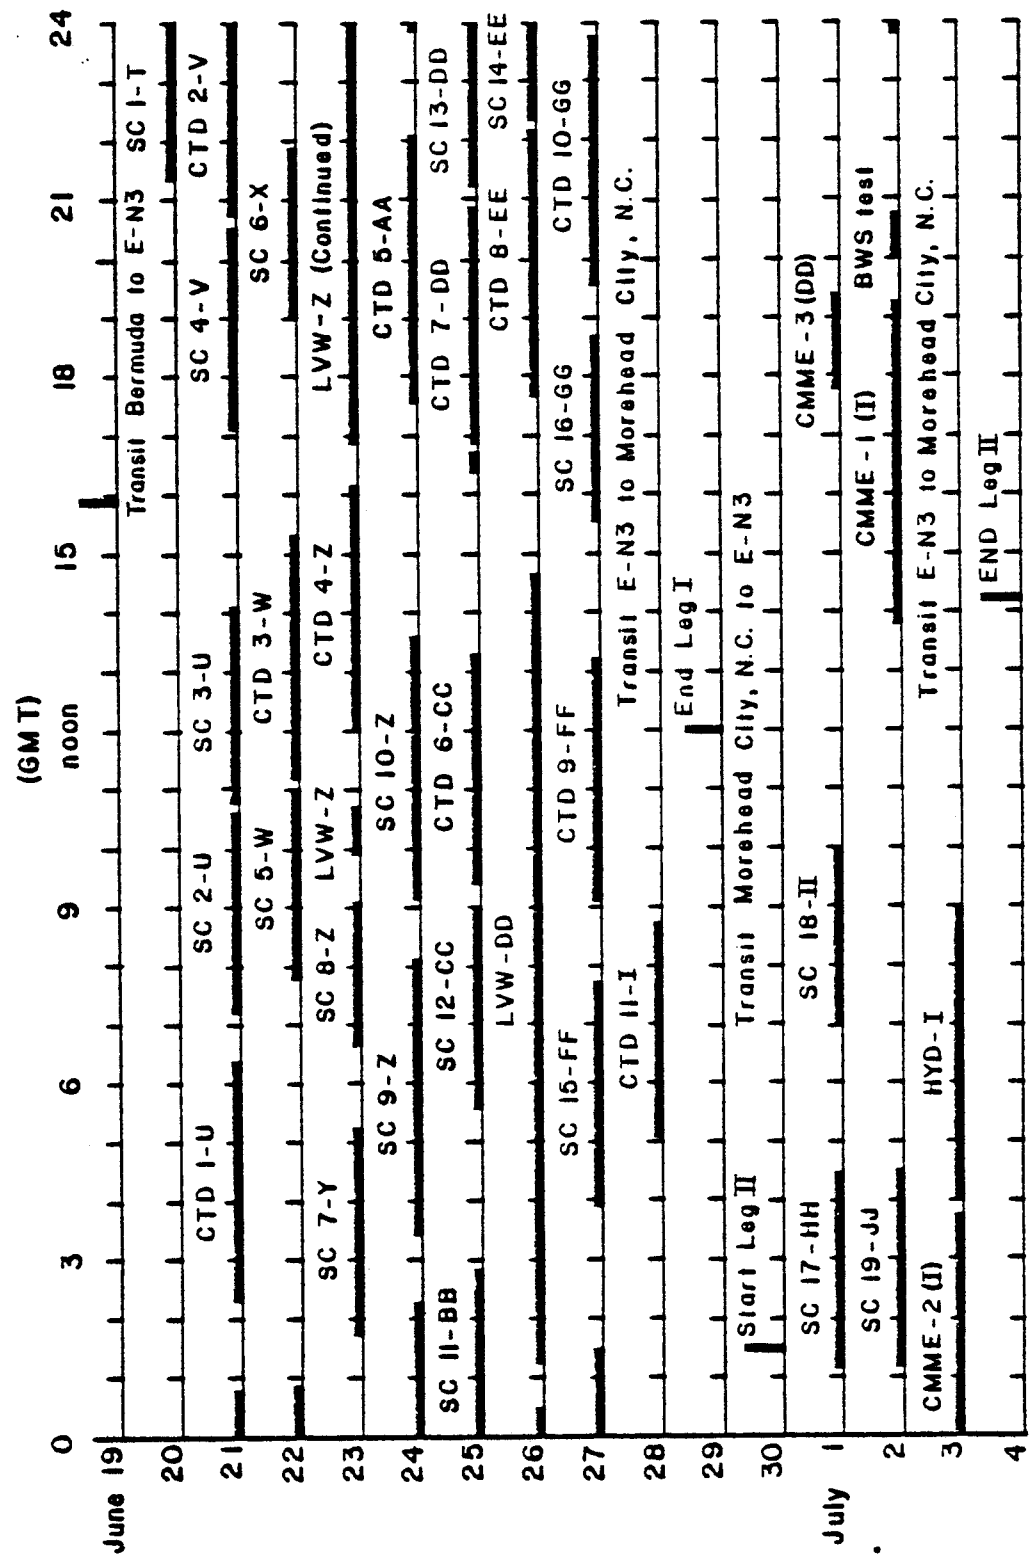 (GMT)
0 3 6 9 noon 15 18 21 24
June 19
Transit Bermuda to E-N3
20
SC 1-T
21
CTD 1-U SC 2-U SC 3-U SC 4-V CTD 2-V
22
SC 5-W CTD 3-W SC 6-X
23
SC 7-Y SC 8-Z LVW-Z CTD 4-Z LVW-Z (Continued)
24
SC 9-Z SC 10-Z CTD 5-AA
25
SC 11-BB SC 12-CC CTD 6-CC CTD 7-DD SC 13-DD
26
LVW-DD CTD 8-EE SC 14-EE
27
SC 15-FF CTD 9-FF SC 16-GG CTD 10-GG
28
CTD 11-I Transit E-N3 to Morehead City, N.C.
29
End Leg I
30
Start Leg II Transit Morehead City, N.C. to E-N3
July 1
SC 17-HH SC 18-II CMME-3 (DD)
2
SC 19-JJ CMME-1 (I) BWS test
3
CMME-2 (I) HYD-I Transit E-N3 to Morehead City, N.C.
4
END Leg II